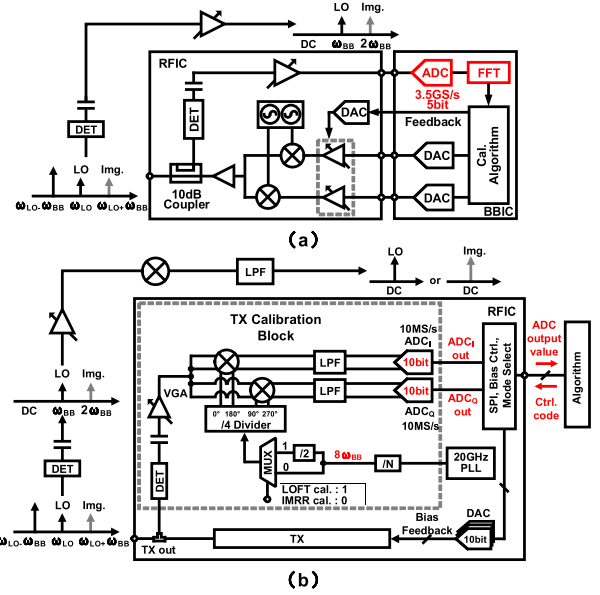 LO Img.
DC ωBB 2ωBB
RFIC
ADC
FFT
3.5GS/s
5bit
DET
DET
DAC
Feedback
Cal.
Algorithm
LO
Img.
DAC
10dB
Coupler
DAC
ωLO-ωBB ωLO ωLO+ωBB
BBIC
(a)
LO Img.
LPF
DC or DC
RFIC
TX Calibration
Block
10MS/s
ADCI
ADCI
out
ADC
output
value
LPF
10bit
VGA
LPF
10bit
ADCQ
out
ADCQ
10MS/s
SPI, Bias Ctrl.,
Mode Select
Ctrl.
code
Algorithm
LO Img.
DC ωBB 2ωBB
0° 180° 90° 270°
/4 Divider
MUX
1
0
/2
8ωBB
/N
20GHz
PLL
DET
DET
LOFT cal. : 1
IMRR cal. : 0
LO Img.
ωLO-ωBB ωLO ωLO+ωBB
TX out
TX
Bias
Feedback
DAC
10bit
(b)